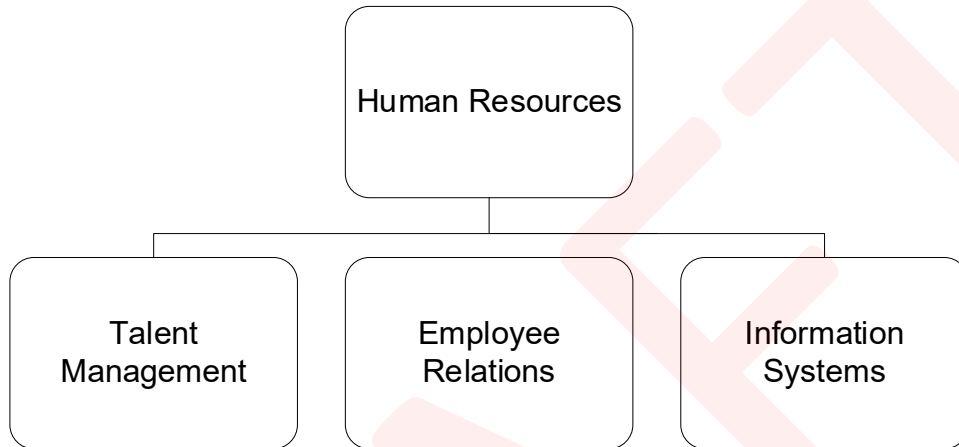 Human Resources
Talent
Management
Employee
Relations
Information
Systems